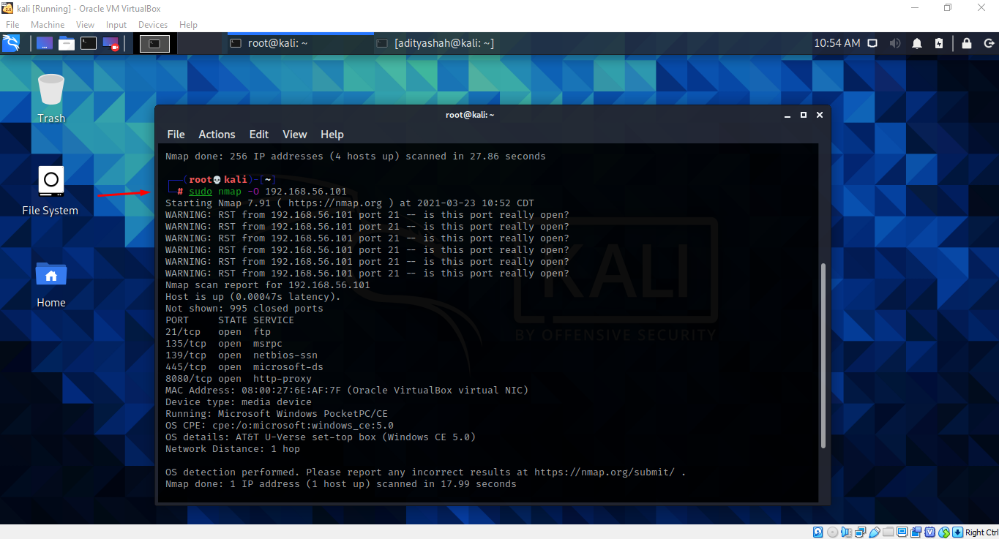 kali [Running] - Oracle VM VirtualBox
File Machine View Input Devices Help
root@kali: ~
[adityashah@kali: ~]
10:54 AM
Trash
File System
Home
root@kali: ~
File Actions Edit View Help
Nmap done: 256 IP addresses (4 hosts up) scanned in 27.86 seconds
┌──(root💀kali)-[~]
└─# sudo nmap -O 192.168.56.101
Starting Nmap 7.91 ( https://nmap.org ) at 2021-03-23 10:52 CDT
WARNING: RST from 192.168.56.101 port 21 -- is this port really open?
WARNING: RST from 192.168.56.101 port 21 -- is this port really open?
WARNING: RST from 192.168.56.101 port 21 -- is this port really open?
WARNING: RST from 192.168.56.101 port 21 -- is this port really open?
WARNING: RST from 192.168.56.101 port 21 -- is this port really open?
WARNING: RST from 192.168.56.101 port 21 -- is this port really open?
Nmap scan report for 192.168.56.101
Host is up (0.00047s latency).
Not shown: 995 closed ports
PORT STATE SERVICE
21/tcp open ftp
135/tcp open msrpc
139/tcp open netbios-ssn
445/tcp open microsoft-ds
8080/tcp open http-proxy
MAC Address: 08:00:27:6E:AF:7F (Oracle VirtualBox virtual NIC)
Device type: media device
Running: Microsoft Windows PocketPC/CE
OS CPE: cpe:/o:microsoft:windows_ce:5.0
OS details: AT&T U-Verse set-top box (Windows CE 5.0)
Network Distance: 1 hop
OS detection performed. Please report any incorrect results at https://nmap.org/submit/ .
Nmap done: 1 IP address (1 host up) scanned in 17.99 seconds
KALI
BY OFFENSIVE SECURITY
Right Ctrl